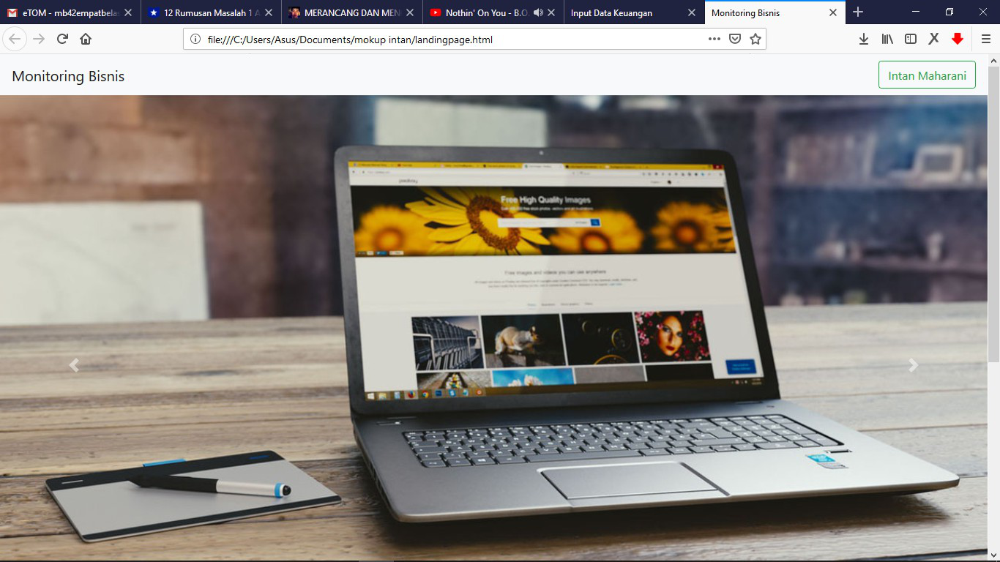 eTOM - mb42empatbelas
12 Rumusan Masalah 1 A
MERANCANG DAN MEN
Nothin' On You - B.O.
Input Data Keuangan
Monitoring Bisnis
file:///C:/Users/Asus/Documents/mokup intan/landingpage.html
Monitoring Bisnis
Intan Maharani
pixabay
Free High Quality Images
Free images and videos you can use anywhere